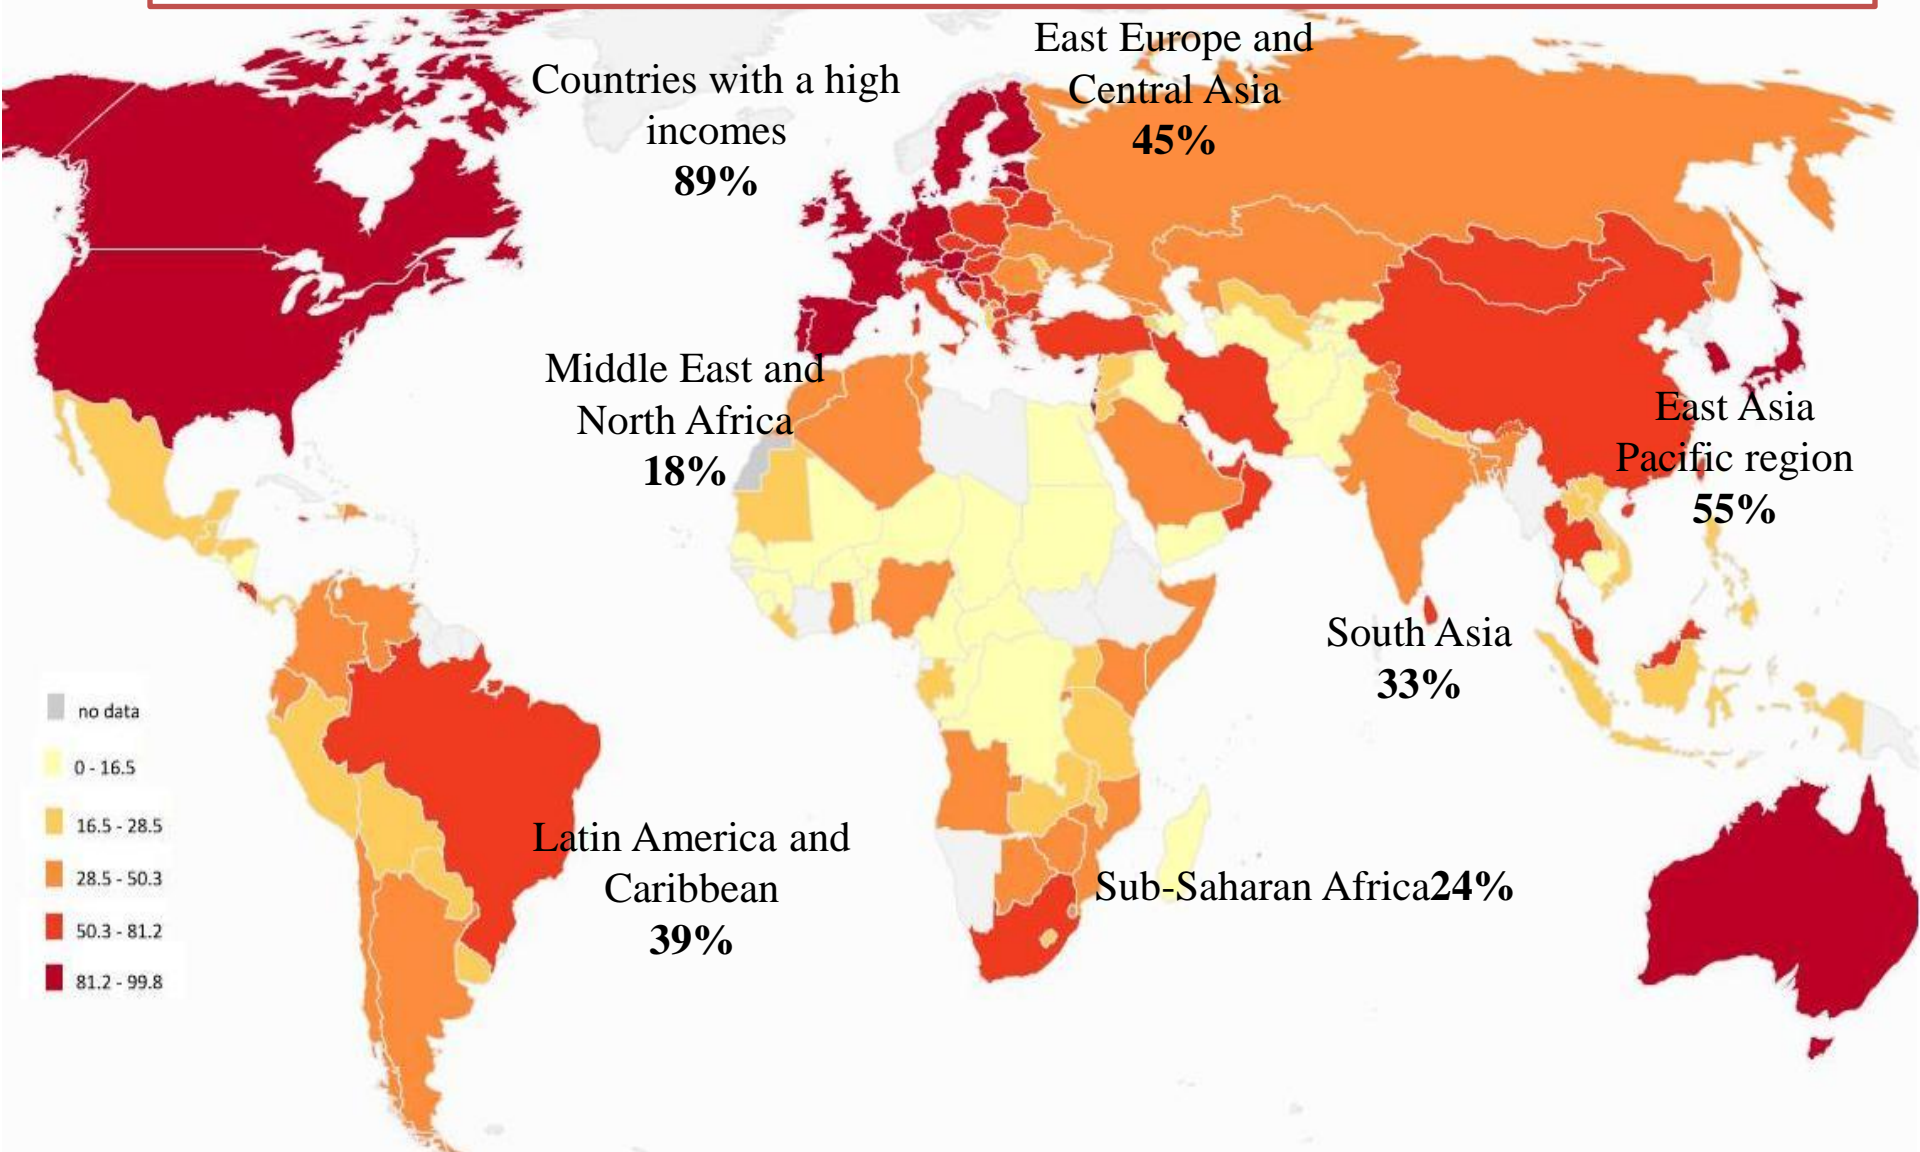 East Europe and
Central Asia
45%
Countries with a high
incomes
89%
Middle East and
North Africa
18%
East Asia
Pacific region
55%
South Asia
33%
Latin America and
Caribbean
39%
Sub-Saharan Africa24%
no data
0 - 16.5
16.5 - 28.5
28.5 - 50.3
50.3 - 81.2
81.2 - 99.8